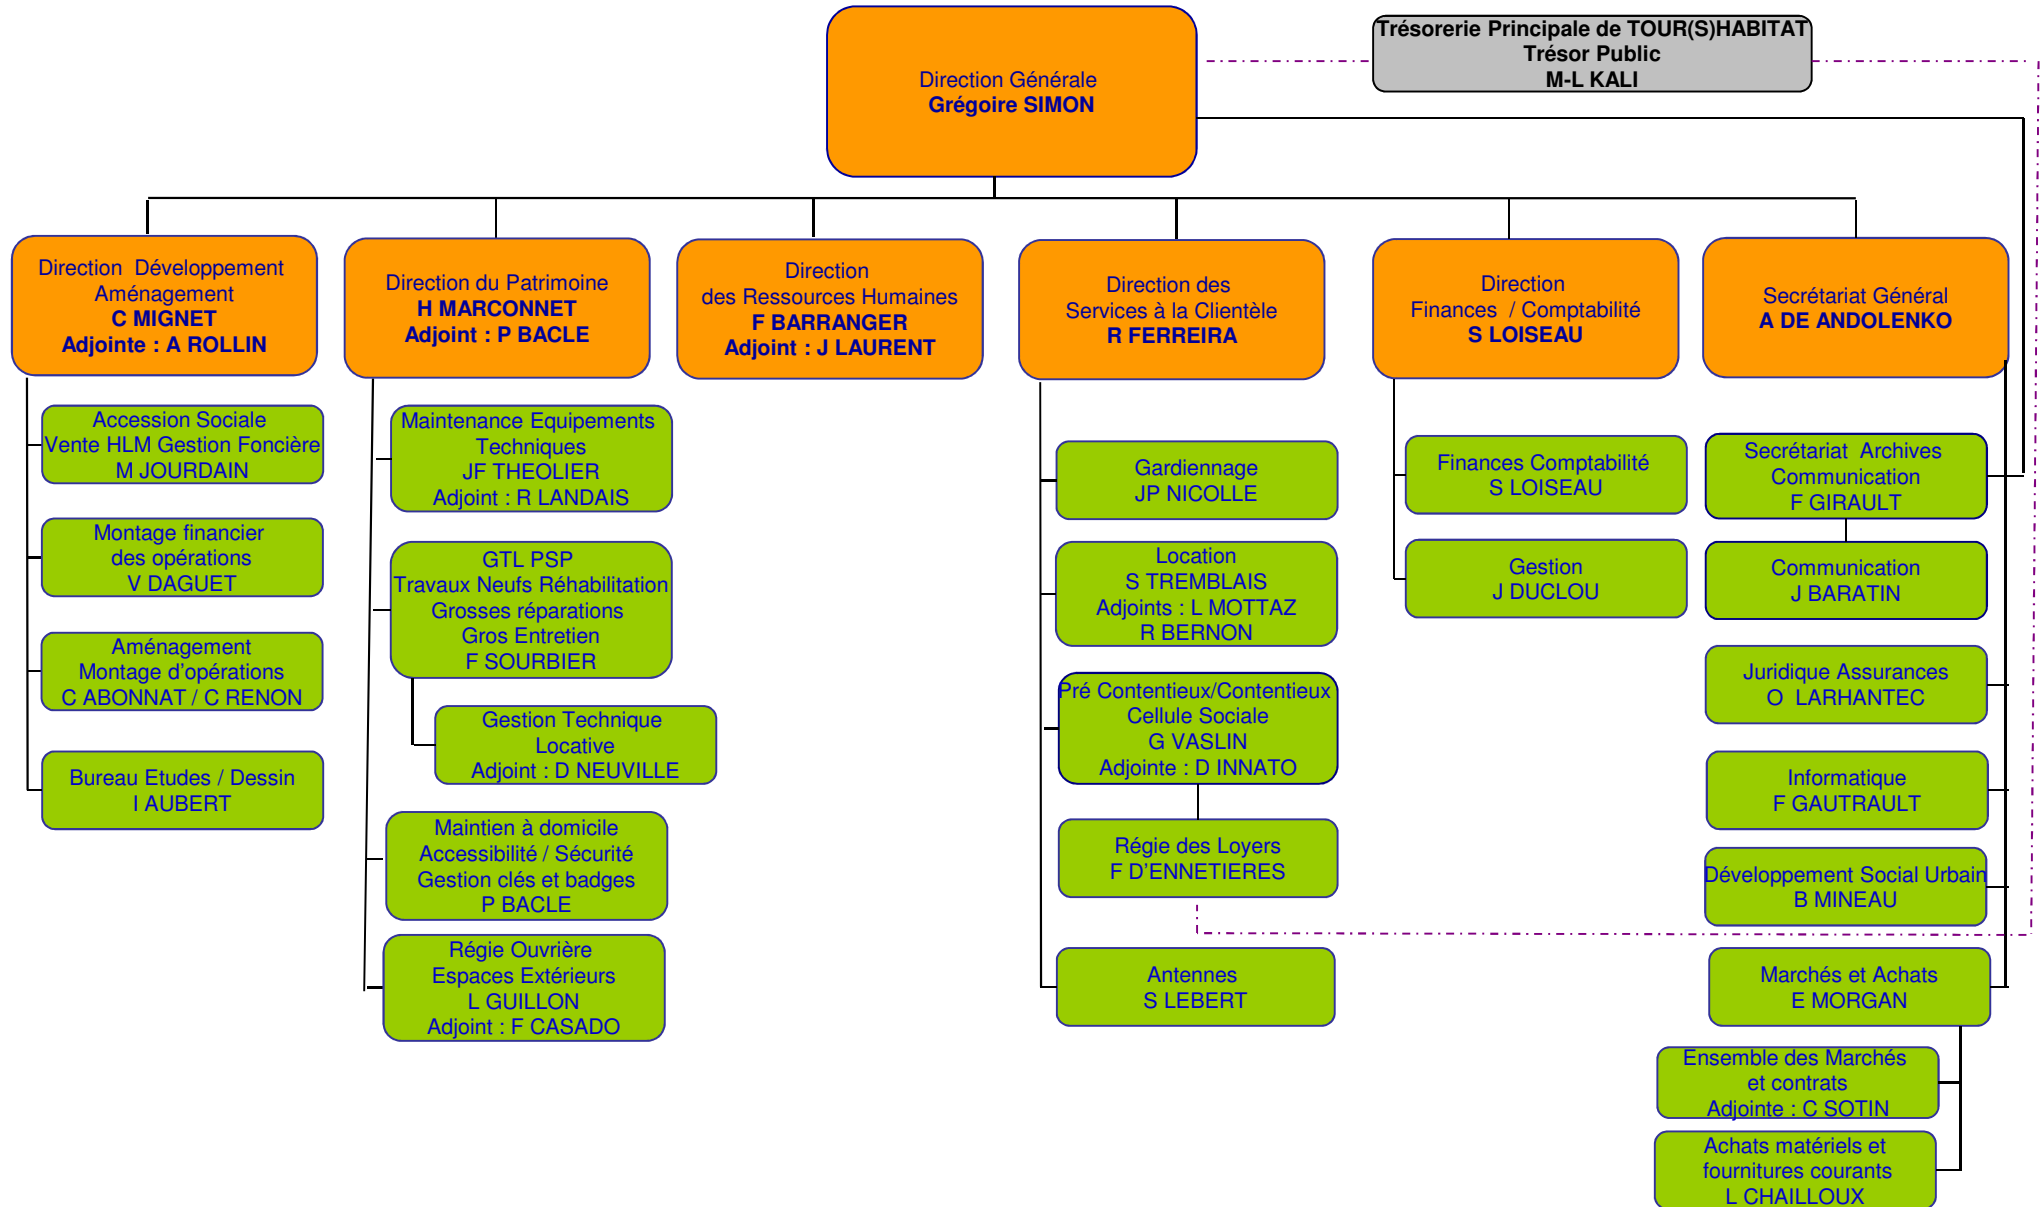 Direction Générale
Grégoire SIMON
Trésorerie Principale de TOUR(S)HABITAT
Trésor Public
M-L KALI
Direction Développement
Aménagement
C MIGNET
Adjointe : A ROLLIN
Direction du Patrimoine
H MARCONNET
Adjoint : P BACLE
Direction
des Ressources Humaines
F BARRANGER
Adjoint : J LAURENT
Direction des
Services à la Clientèle
R FERREIRA
Direction
Finances / Comptabilité
S LOISEAU
Secrétariat Général
A DE ANDOLENKO
Accession Sociale
Vente HLM Gestion Foncière
M JOURDAIN
Montage financier
des opérations
V DAGUET
Aménagement
Montage d’opérations
C ABONNAT / C RENON
Bureau Etudes / Dessin
I AUBERT
Maintenance Equipements
Techniques
JF THEOLIER
Adjoint : R LANDAIS
GTL PSP
Travaux Neufs Réhabilitation
Grosses réparations
Gros Entretien
F SOURBIER
Gestion Technique
Locative
Adjoint : D NEUVILLE
Maintien à domicile
Accessibilité / Sécurité
Gestion clés et badges
P BACLE
Régie Ouvrière
Espaces Extérieurs
L GUILLON
Adjoint : F CASADO
Gardiennage
JP NICOLLE
Location
S TREMBLAIS
Adjoints : L MOTTAZ
R BERNON
Pré Contentieux/Contentieux
Cellule Sociale
G VASLIN
Adjointe : D INNATO
Régie des Loyers
F D’ENNETIERES
Antennes
S LEBERT
Finances Comptabilité
S LOISEAU
Gestion
J DUCLOU
Secrétariat Archives
Communication
F GIRAULT
Communication
J BARATIN
Juridique Assurances
O LARHANTEC
Informatique
F GAUTRAULT
Développement Social Urbain
B MINEAU
Marchés et Achats
E MORGAN
Ensemble des Marchés
et contrats
Adjointe : C SOTIN
Achats matériels et
fournitures courants
L CHAILLOUX